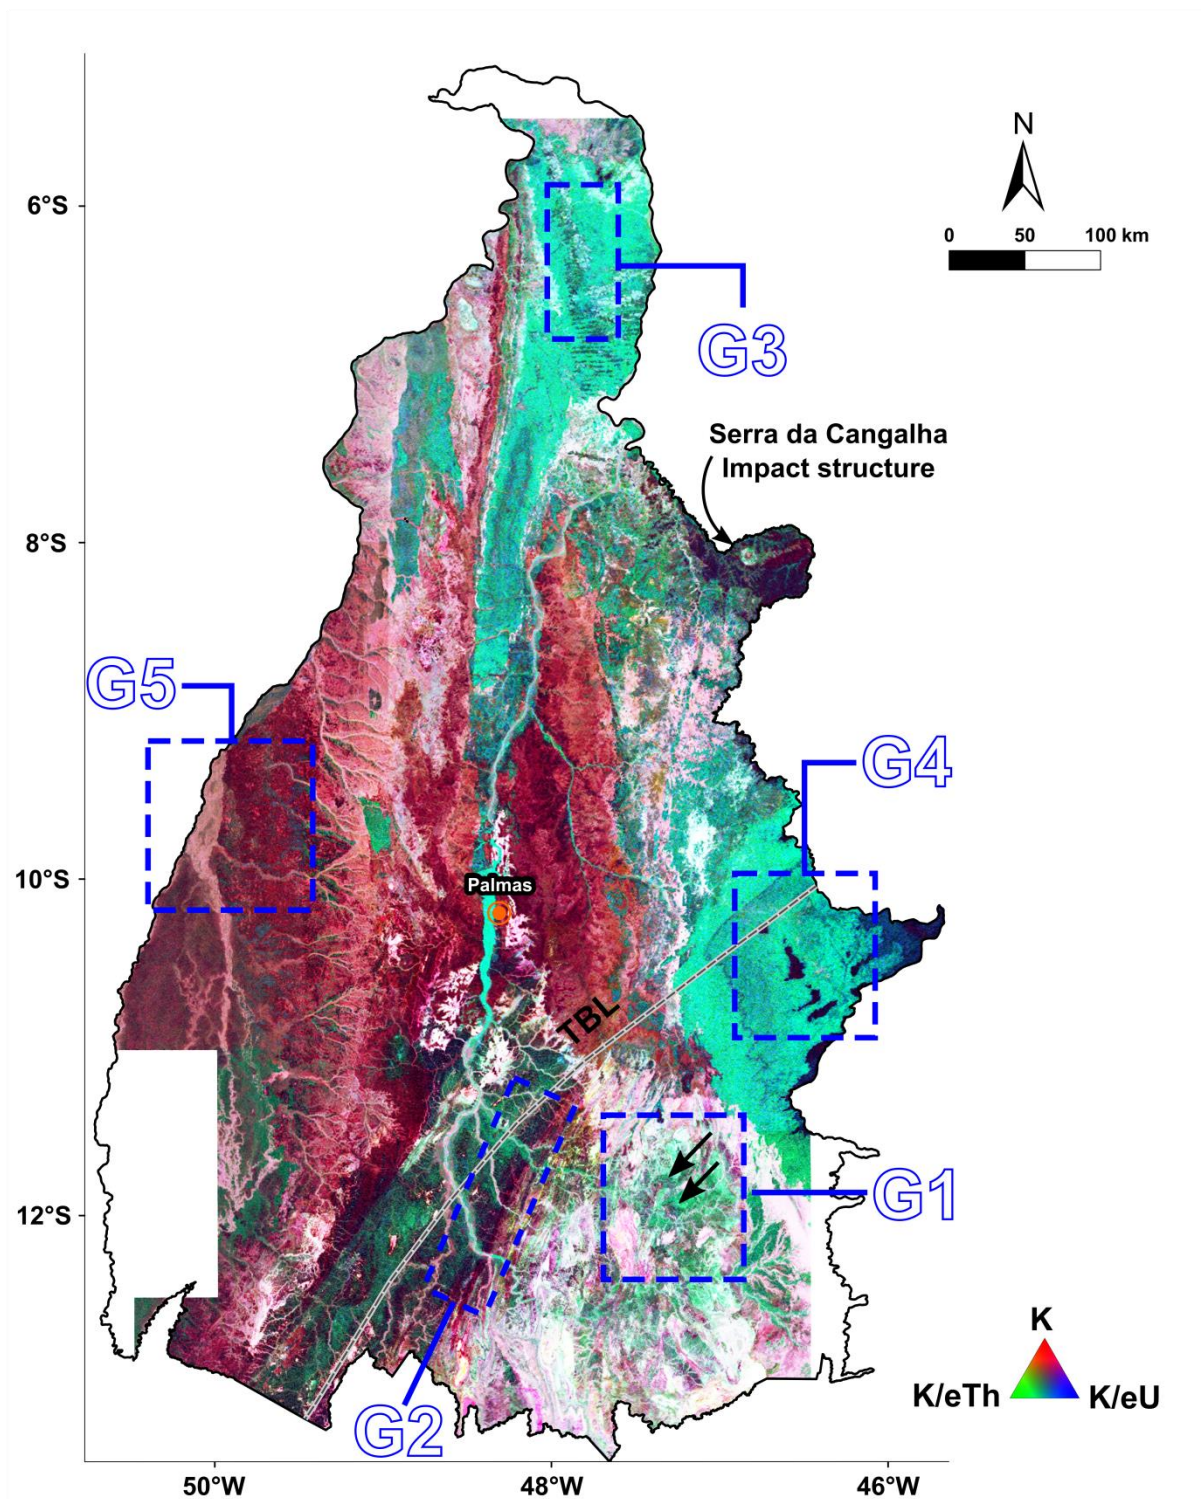 N
0 50 100 km
6°S
G3
Serra da Cangalha
Impact structure
8°S
G5
G4
10°S
Palmas
TBL
G1
12°S
K
K/eTh
K/eU
G2
50°W
48°W
46°W